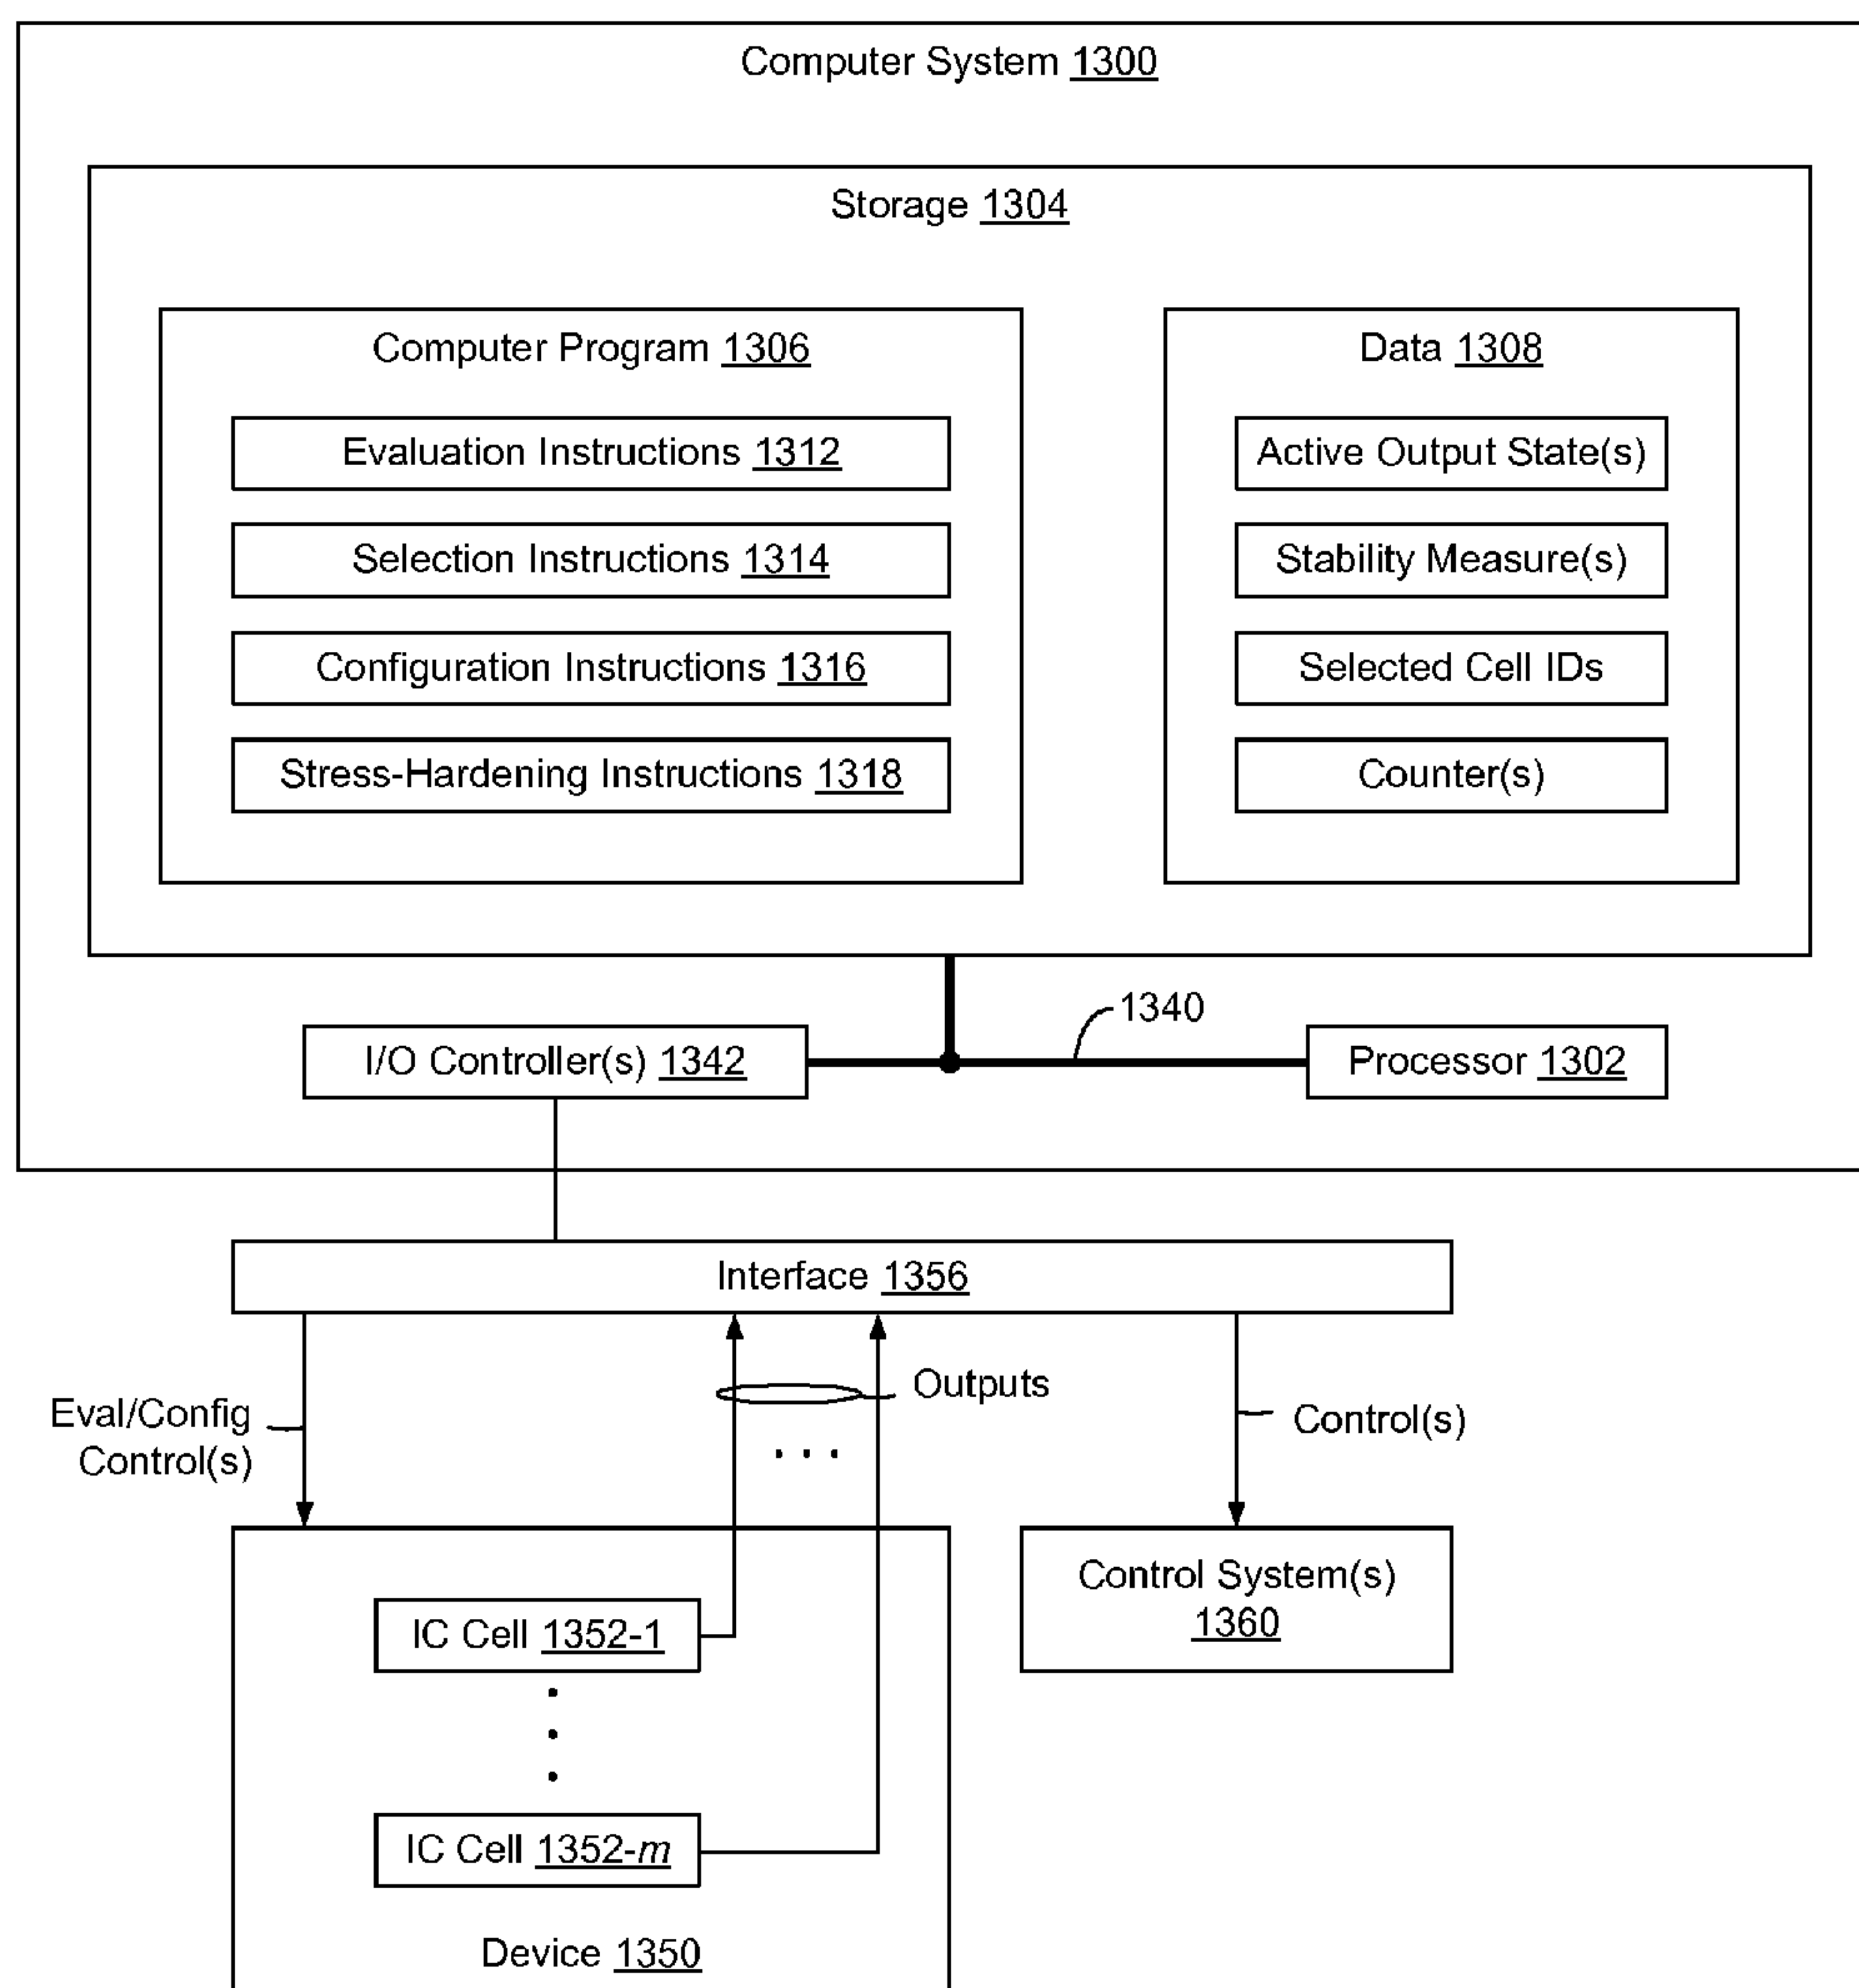 Computer System 1300
Storage 1304
Computer Program 1306
Evaluation Instructions 1312
Selection Instructions 1314
Configuration Instructions 1316
Stress-Hardening Instructions 1318
Data 1308
Active Output State(s)
Stability Measure(s)
Selected Cell IDs
Counter(s)
1340
I/O Controller(s) 1342
Processor 1302
Interface 1356
Eval/Config
Control(s)
Outputs
. . .
Control(s)
Control System(s)
1360
IC Cell 1352-1
IC Cell 1352-m
Device 1350